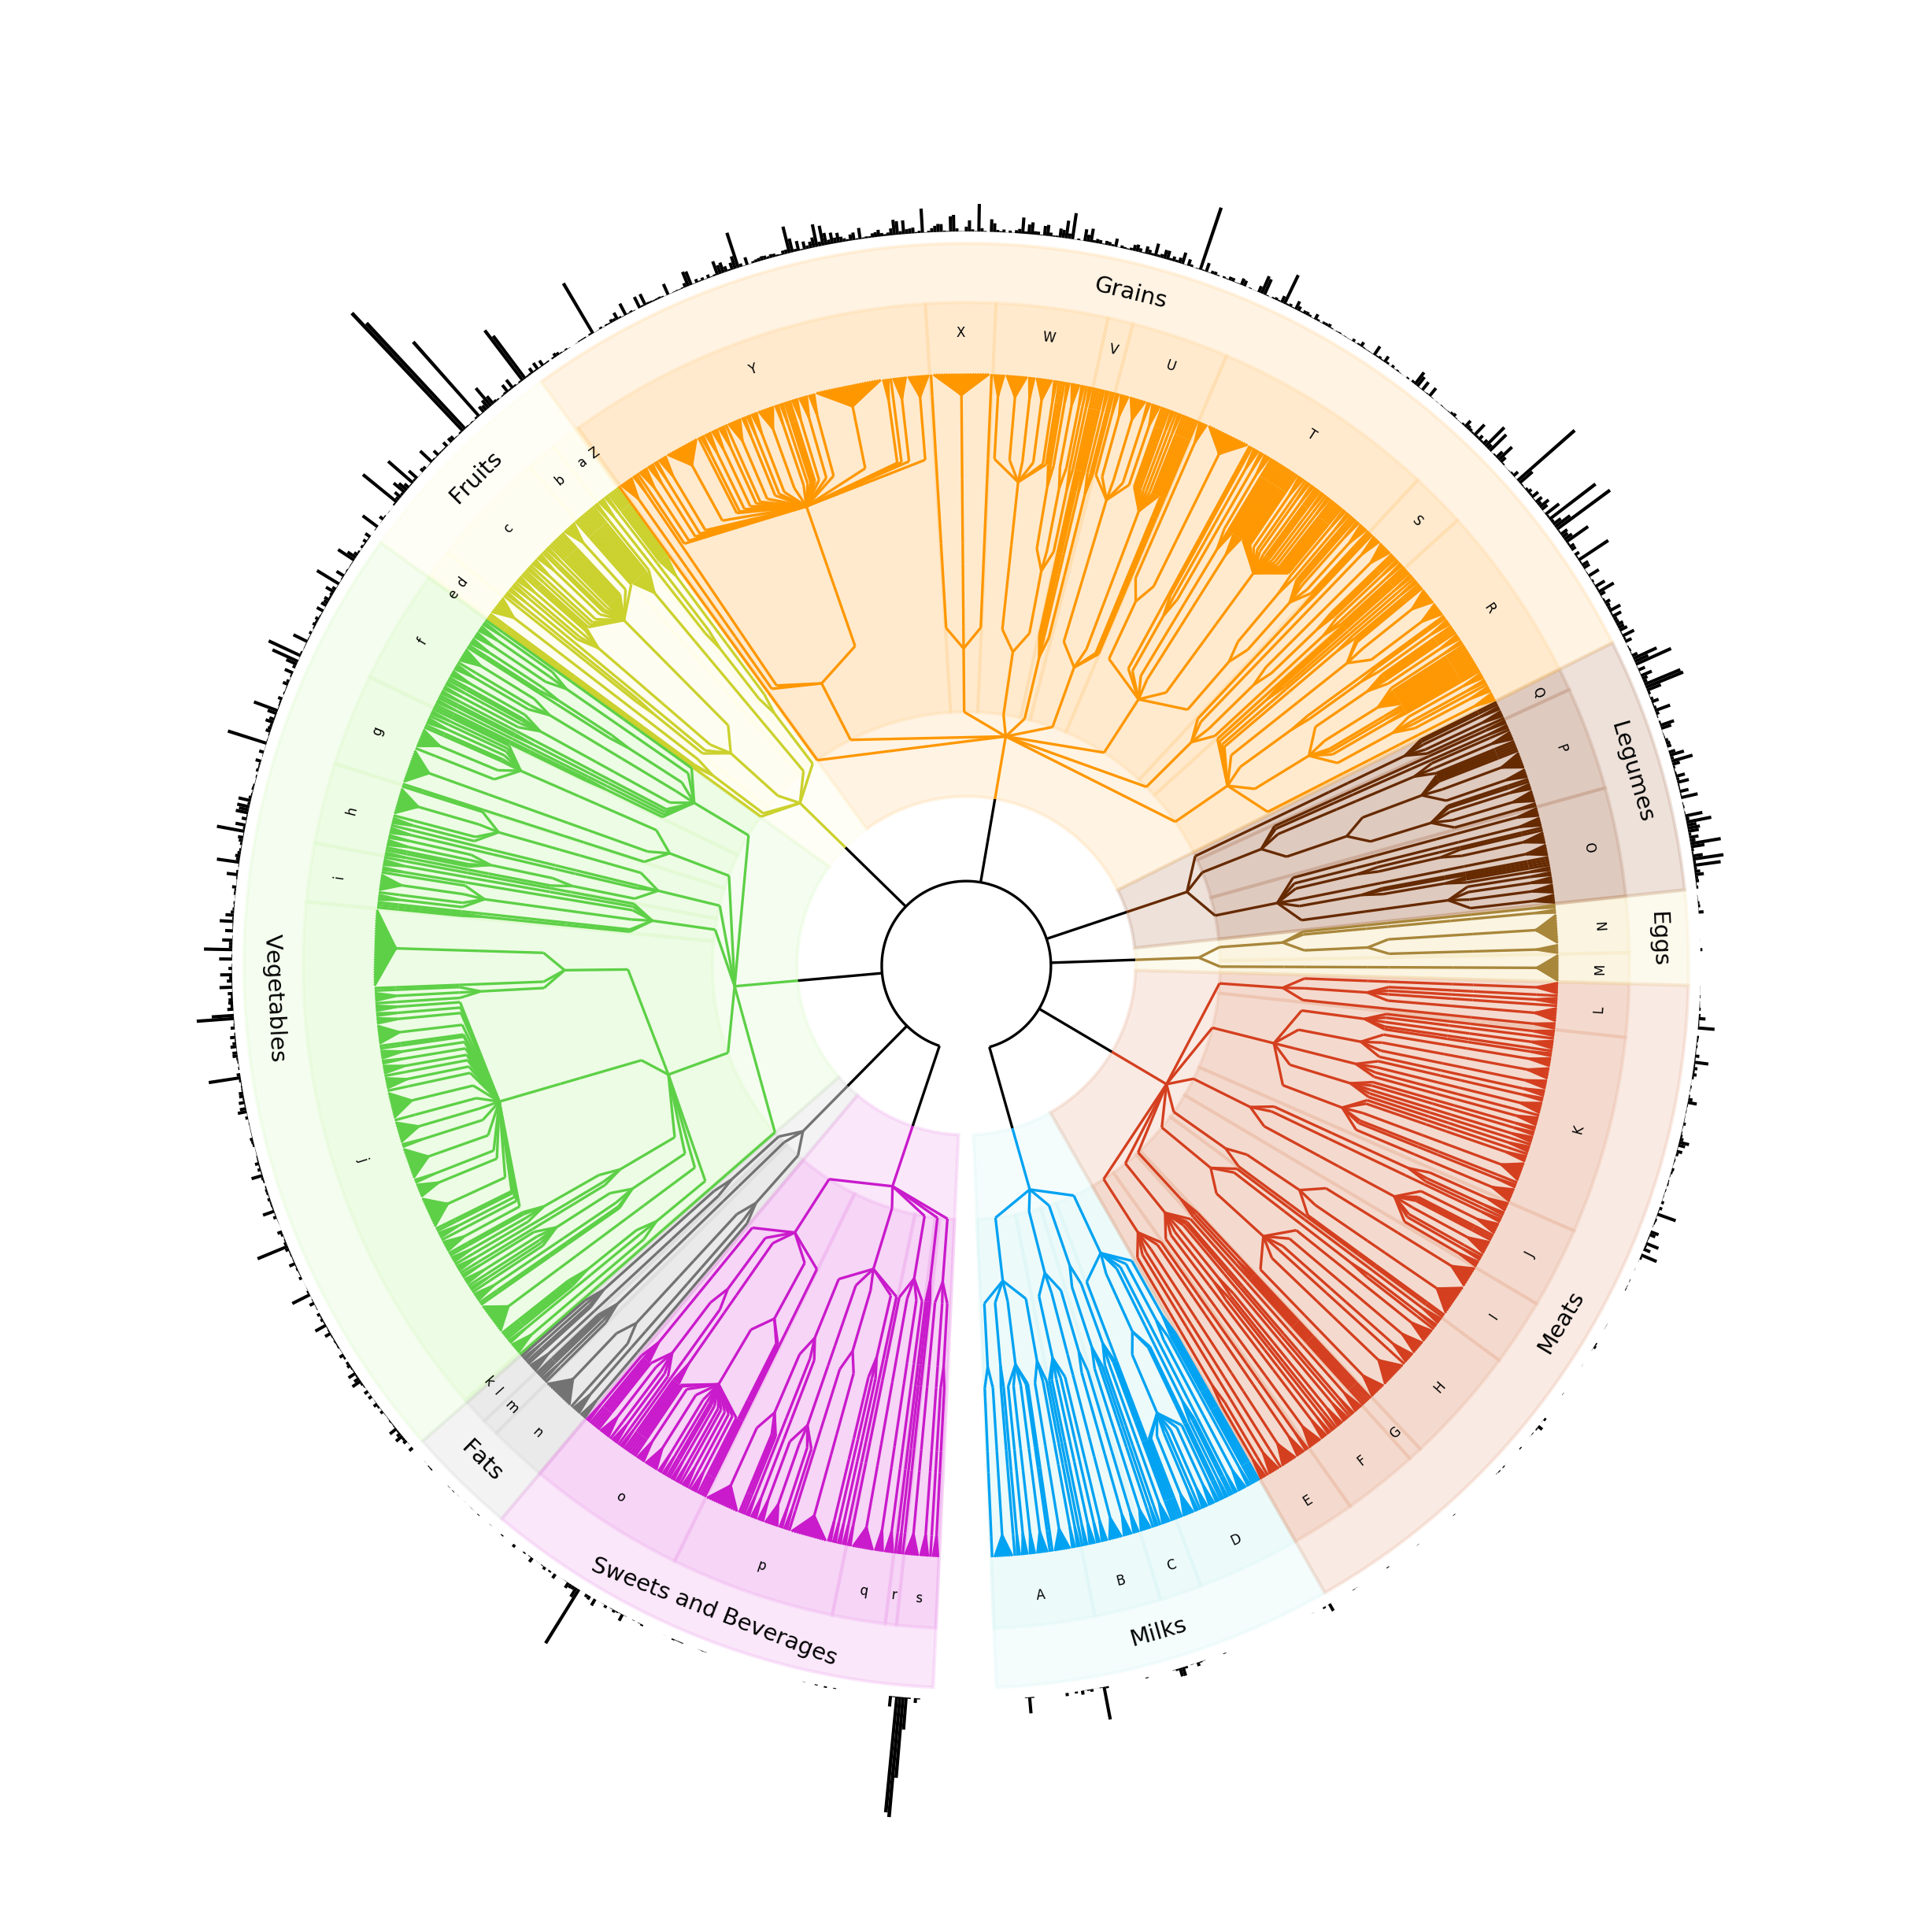 Grains
X
W
V
U
Y
T
S
R
Z
a
b
c
d
e
Fruits
Q
P
O
Legumes
N
M
Eggs
L
K
J
I
H
G
F
E
Meats
D
C
B
A
Milks
f
g
h
i
j
Vegetables
k
l
m
n
Fats
o
p
q
r
s
Sweets and Beverages